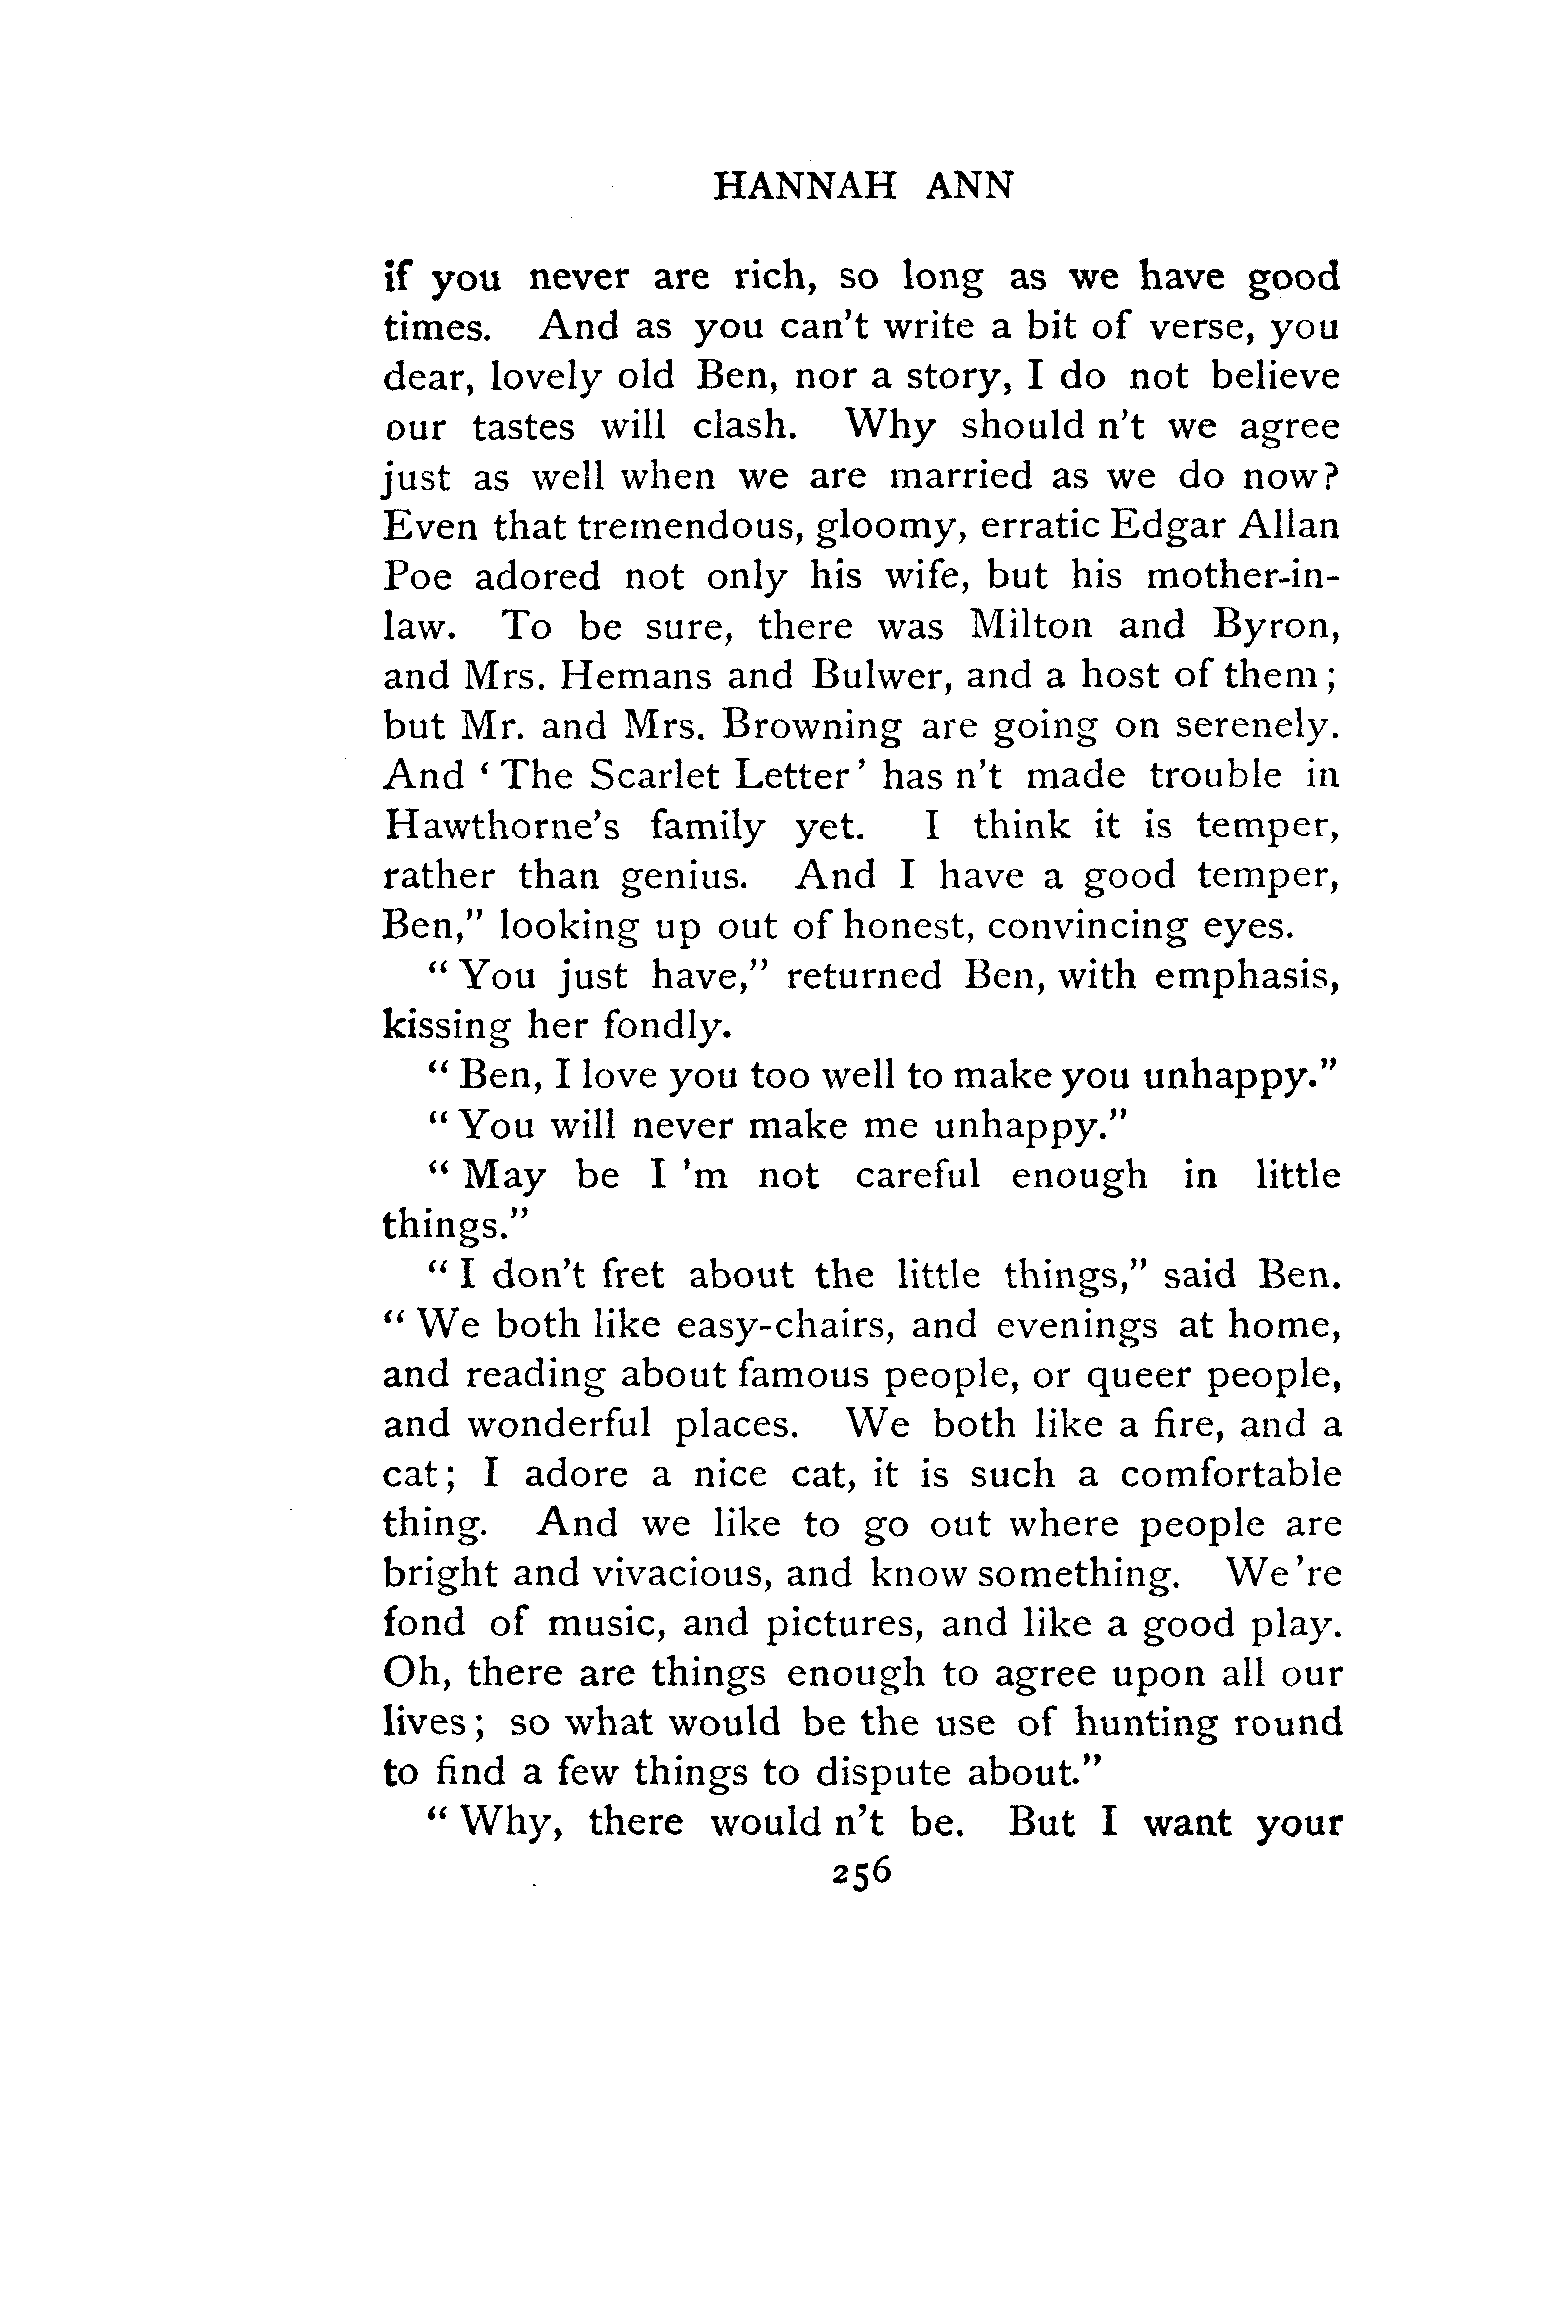 HANNAH ANN
if you never are rich, so long as we have good
times. And as you can't write a bit of verse, you
dear, lovely old Ben, nor a story, I do not believe
our tastes will clash. Why should n't we agree
just as well when we are married as we do now?
Even that tremendous, gloomy, erratic Edgar Allan
Poe adored not only his wife, but his mother-in-
law. To be sure, there was Milton and Byron,
and Mrs. Hemans and Bulwer, and a host of them;
but Mr. and Mrs. Browning are going on serenely.
And ‘The Scarlet Letter’ has n't made trouble in
Hawthorne's family yet. I think it is temper,
rather than genius. And I have a good temper,
Ben,” looking up out of honest, convincing eyes.
“You just have,” returned Ben, with emphasis,
kissing her fondly.
“Ben, I love you too well to make you unhappy.”
“You will never make me unhappy.”
“May be I 'm not careful enough in little
things.”
“I don't fret about the little things,” said Ben.
“We both like easy-chairs, and evenings at home,
and reading about famous people, or queer people,
and wonderful places. We both like a fire, and a
cat; I adore a nice cat, it is such a comfortable
thing. And we like to go out where people are
bright and vivacious, and know something. We 're
fond of music, and pictures, and like a good play.
Oh, there are things enough to agree upon all our
lives; so what would be the use of hunting round
to find a few things to dispute about.”
“Why, there would n't be. But I want your
256